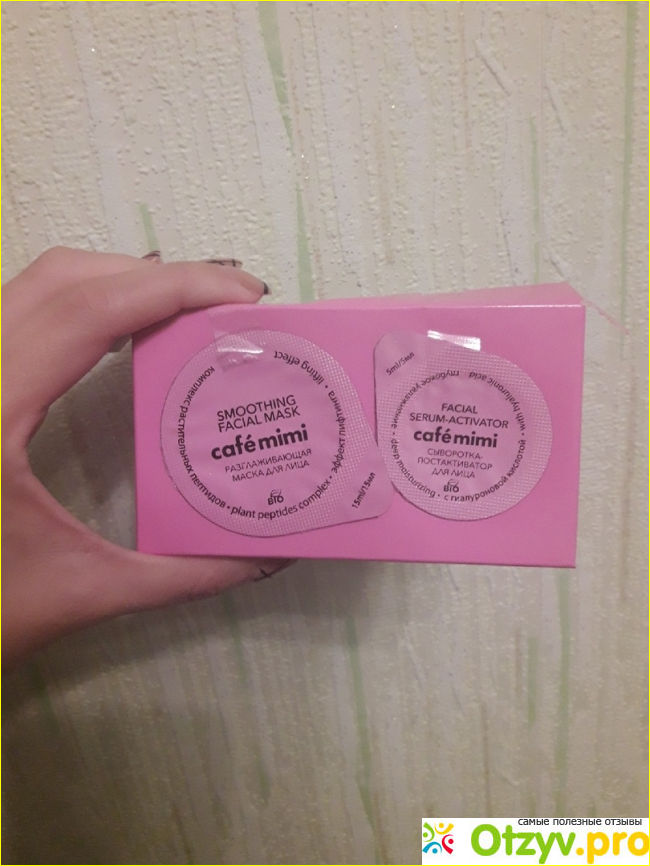 SMOOTHING
FACIAL MASK
café mimi
РАЗГЛАЖИВАЮЩАЯ
МАСКА ДЛЯ ЛИЦА
BIO
комплекс растительных пептидов • plant peptides complex • эффект лифтинга • lifting effect
15ml/15мл
5ml/5мл
FACIAL
SERUM-ACTIVATOR
café mimi
СЫВОРОТКА-
ПОСТАКТИВАТОР
ДЛЯ ЛИЦА
BIO
глубокое увлажнение • deep moisturizing • с гиалуроновой кислотой • with hyaluronic acid
самые полезные отзывы
Otzyv.pro